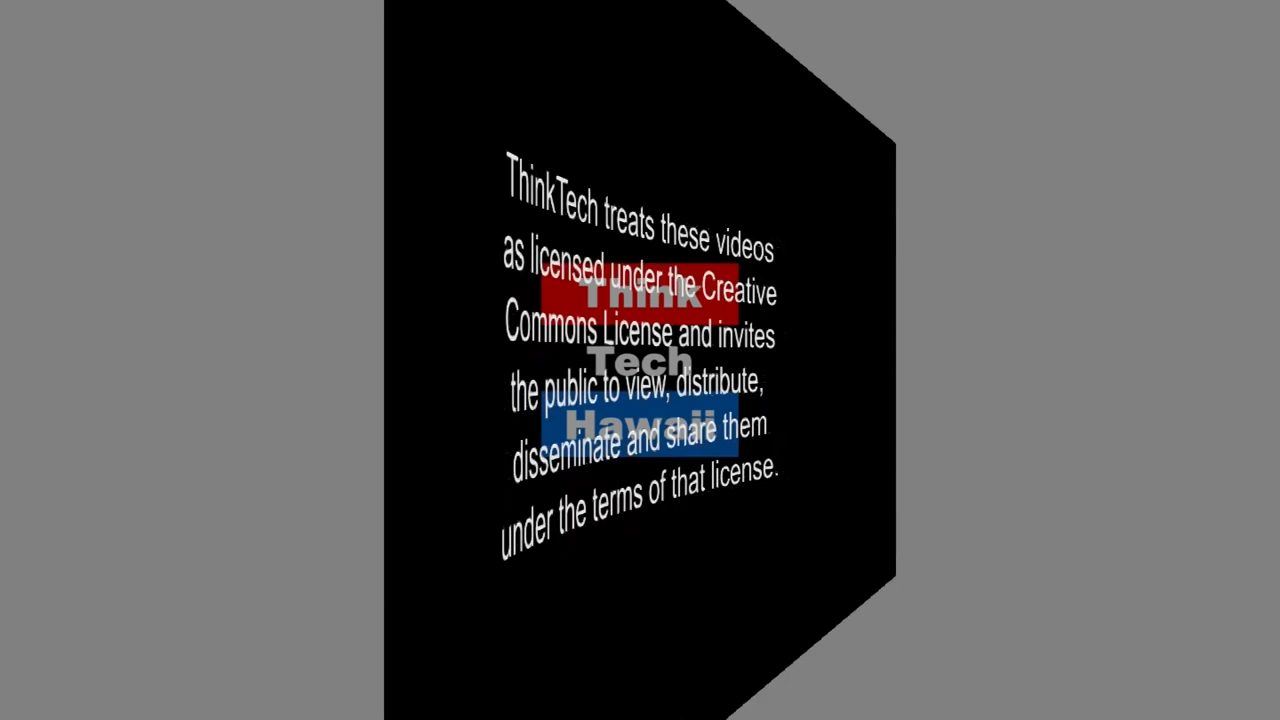 ThinkTech treats these videos
as licensed under the Creative
Commons License and invites
the public to view, distribute,
disseminate and share them
under the terms of that license.
Think
Tech
Hawaii